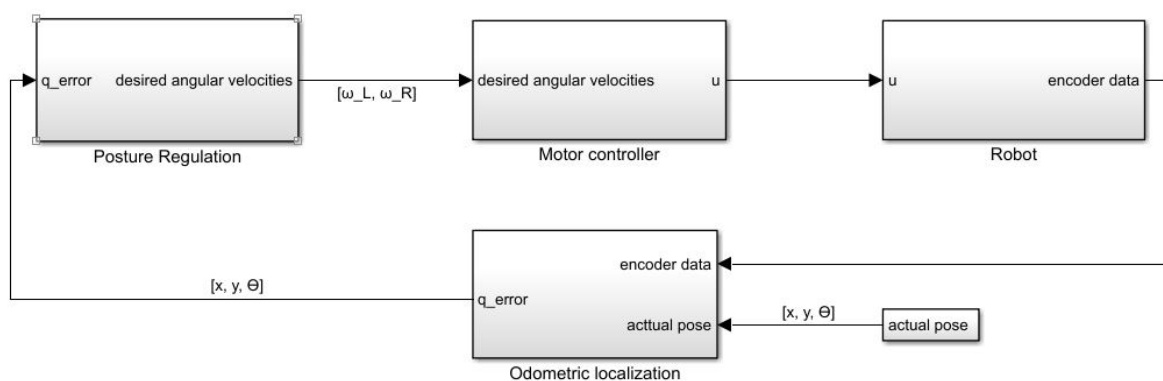 q_error
desired angular velocities
Posture Regulation
[ω_L, ω_R]
desired angular velocities
u
Motor controller
u
encoder data
Robot
[x, y, Ө]
encoder data
q_error
acttual pose
Odometric localization
[x, y, Ө]
actual pose